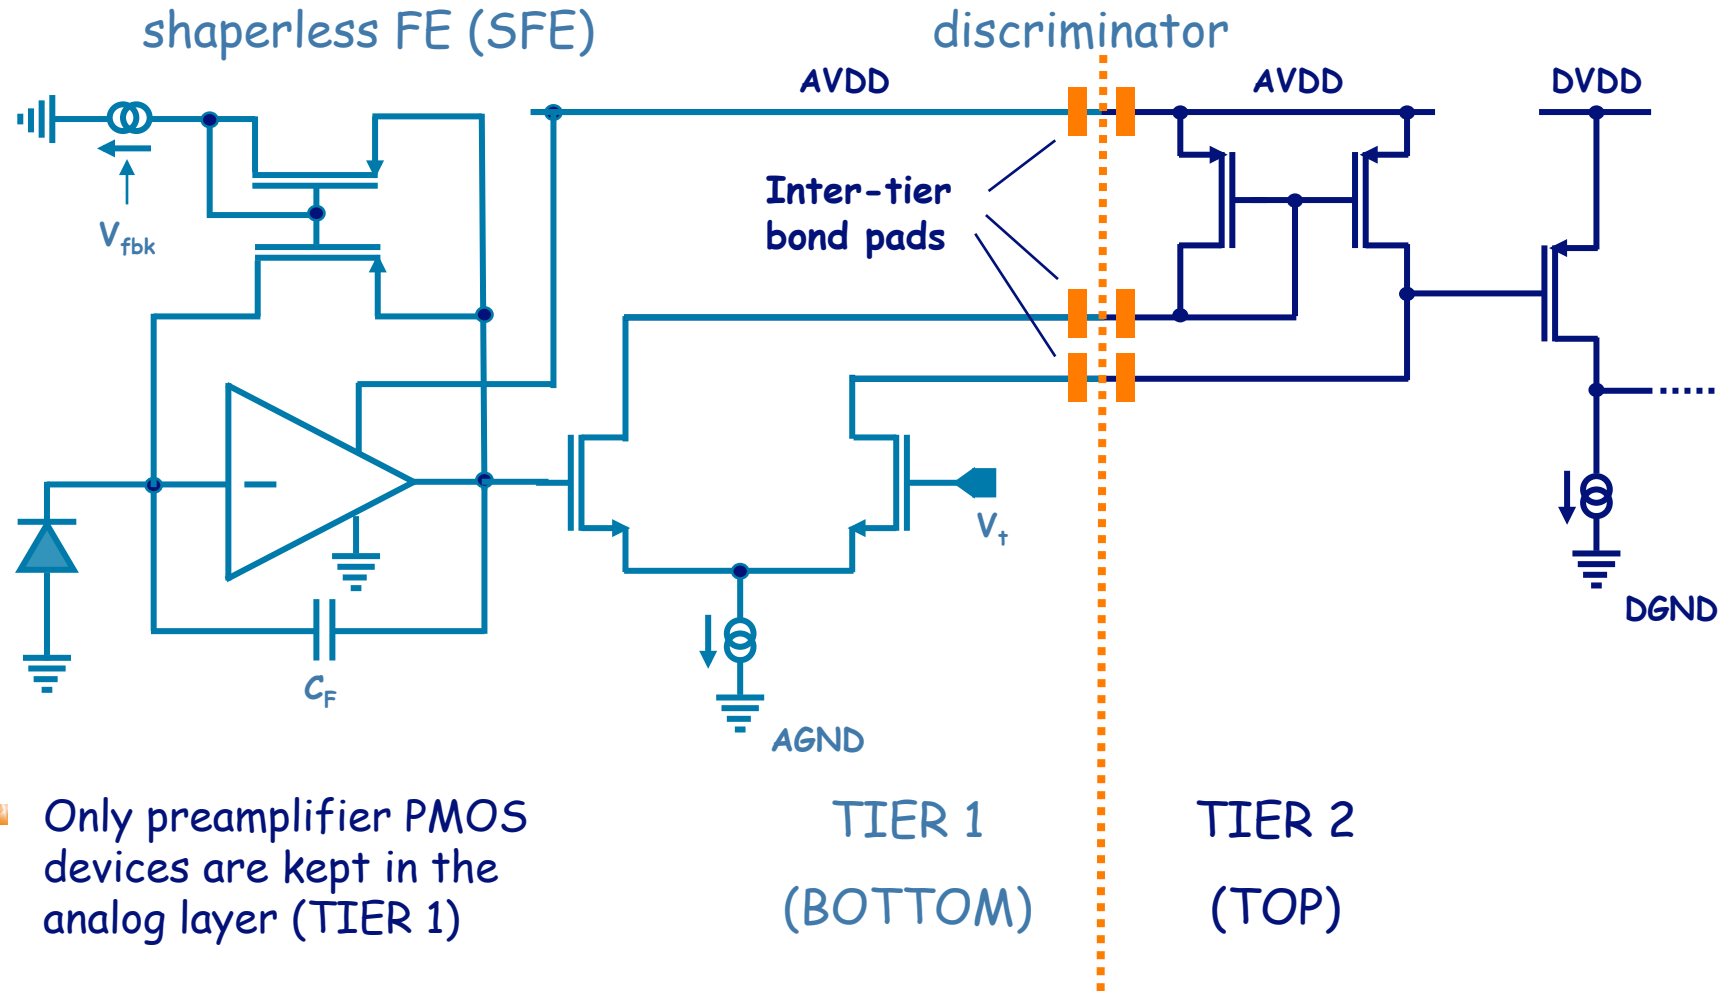 shaperless FE (SFE)
discriminator
AVDD
AVDD
DVDD
Inter-tier
bond pads
Vfbk
Vt
CF
AGND
DGND
Only preamplifier PMOS
devices are kept in the
analog layer (TIER 1)
TIER 1
(BOTTOM)
TIER 2
(TOP)